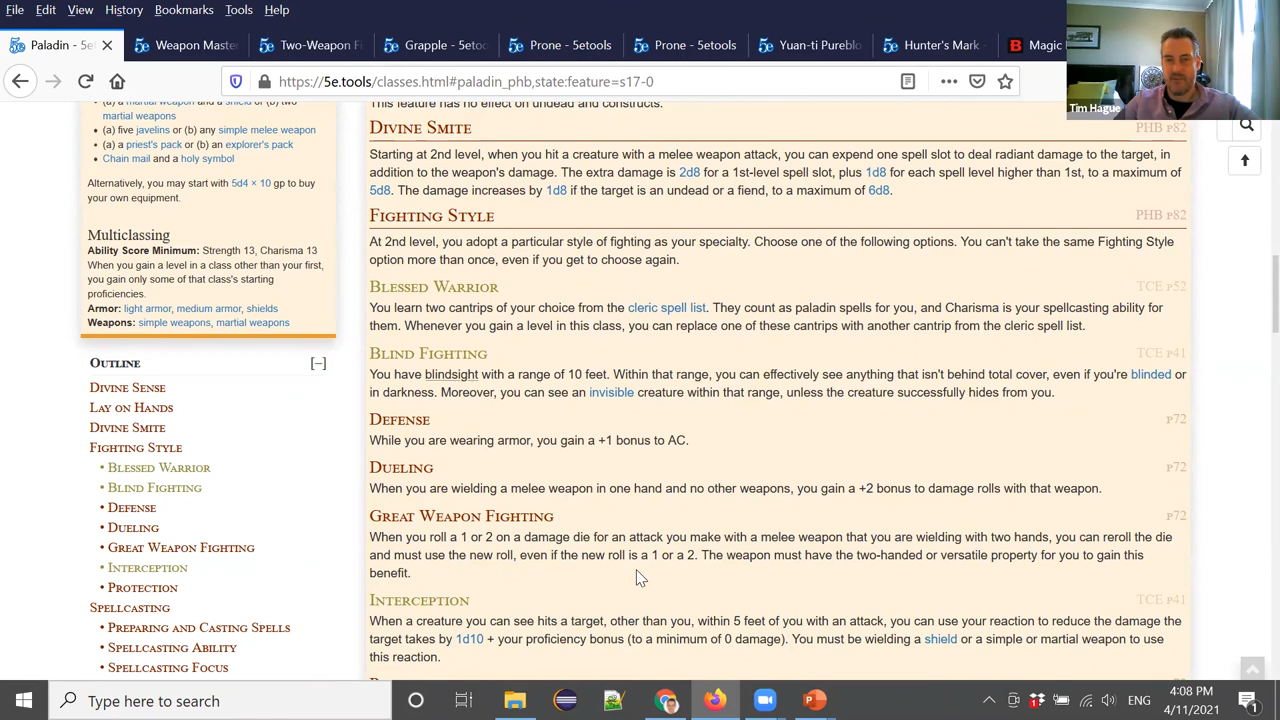 File Edit View History Bookmarks Tools Help
Paladin - 5et
Weapon Maste
Two-Weapon Fi
Grapple - 5etoo
Prone - 5etools
Prone - 5etools
Yuan-ti Pureblo
Hunter's Mark -
Magic
https://5e.tools/classes.html#paladin_phb,state:feature=s17-0
Tim Hague
• (a) a martial weapon and a shield or (b) two
martial weapons
• (a) five javelins or (b) any simple melee weapon
• (a) a priest's pack or (b) an explorer's pack
• Chain mail and a holy symbol
Alternatively, you may start with 5d4 × 10 gp to buy
your own equipment.
Multiclassing
Ability Score Minimum: Strength 13, Charisma 13
When you gain a level in a class other than your first,
you gain only some of that class's starting
proficiencies.
Armor: light armor, medium armor, shields
Weapons: simple weapons, martial weapons
Outline [–]
Divine Sense
Lay on Hands
Divine Smite
Fighting Style
• Blessed Warrior
• Blind Fighting
• Defense
• Dueling
• Great Weapon Fighting
• Interception
• Protection
Spellcasting
• Preparing and Casting Spells
• Spellcasting Ability
• Spellcasting Focus
This feature has no effect on undead and constructs.
Divine Smite PHB p82
Starting at 2nd level, when you hit a creature with a melee weapon attack, you can expend one spell slot to deal radiant damage to the target, in
addition to the weapon's damage. The extra damage is 2d8 for a 1st-level spell slot, plus 1d8 for each spell level higher than 1st, to a maximum of
5d8. The damage increases by 1d8 if the target is an undead or a fiend, to a maximum of 6d8.
Fighting Style PHB p82
At 2nd level, you adopt a particular style of fighting as your specialty. Choose one of the following options. You can't take the same Fighting Style
option more than once, even if you get to choose again.
Blessed Warrior TCE p52
You learn two cantrips of your choice from the cleric spell list. They count as paladin spells for you, and Charisma is your spellcasting ability for
them. Whenever you gain a level in this class, you can replace one of these cantrips with another cantrip from the cleric spell list.
Blind Fighting TCE p41
You have blindsight with a range of 10 feet. Within that range, you can effectively see anything that isn't behind total cover, even if you're blinded or
in darkness. Moreover, you can see an invisible creature within that range, unless the creature successfully hides from you.
Defense p72
While you are wearing armor, you gain a +1 bonus to AC.
Dueling p72
When you are wielding a melee weapon in one hand and no other weapons, you gain a +2 bonus to damage rolls with that weapon.
Great Weapon Fighting p72
When you roll a 1 or 2 on a damage die for an attack you make with a melee weapon that you are wielding with two hands, you can reroll the die
and must use the new roll, even if the new roll is a 1 or a 2. The weapon must have the two-handed or versatile property for you to gain this
benefit.
Interception TCE p41
When a creature you can see hits a target, other than you, within 5 feet of you with an attack, you can use your reaction to reduce the damage the
target takes by 1d10 + your proficiency bonus (to a minimum of 0 damage). You must be wielding a shield or a simple or martial weapon to use
this reaction.
Type here to search
ENG
4:08 PM
4/11/2021